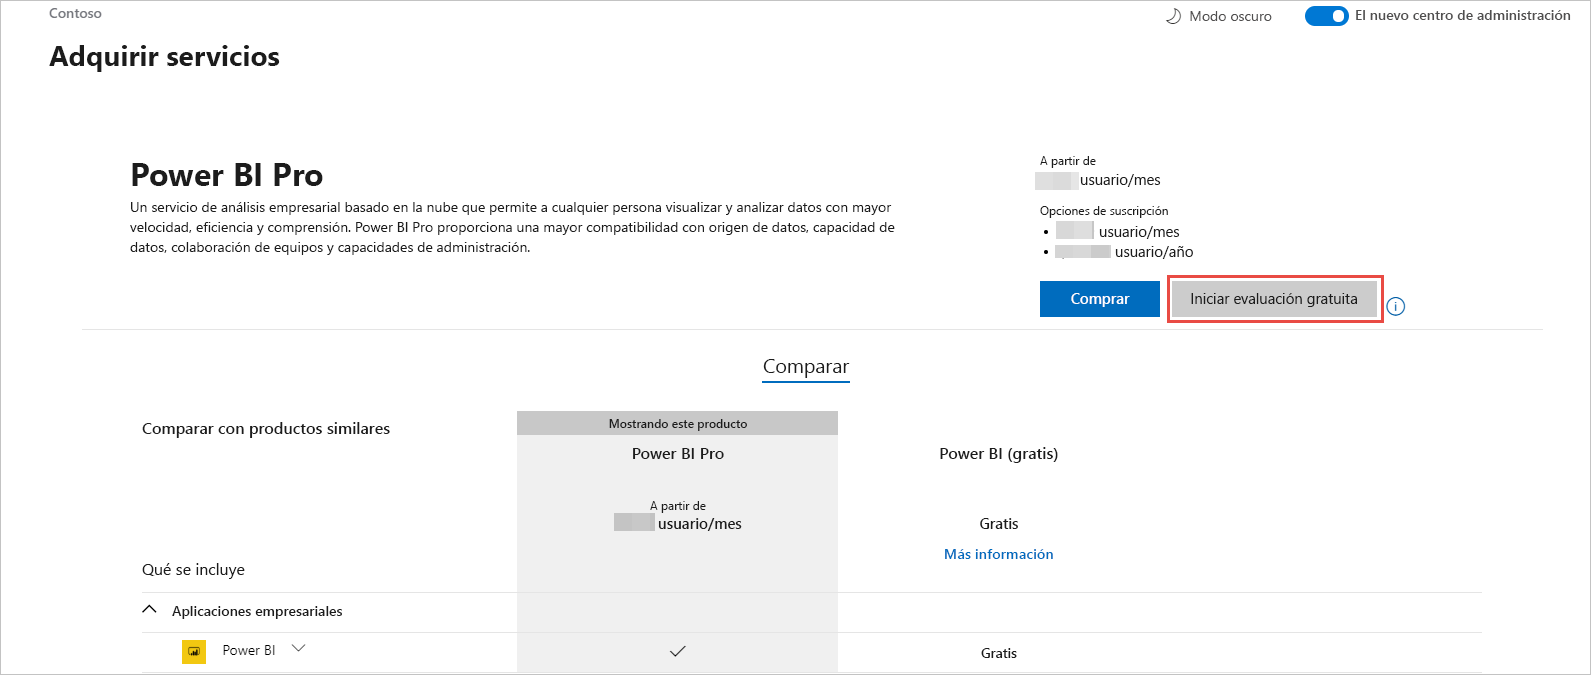 Contoso
Modo oscuro
El nuevo centro de administración
Adquirir servicios
Power BI Pro
Un servicio de análisis empresarial basado en la nube que permite a cualquier persona visualizar y analizar datos con mayor
velocidad, eficiencia y comprensión. Power BI Pro proporciona una mayor compatibilidad con origen de datos, capacidad de
datos, colaboración de equipos y capacidades de administración.
A partir de
usuario/mes
Opciones de suscripción
• usuario/mes
• usuario/año
Comprar
Iniciar evaluación gratuita
Comparar
Comparar con productos similares
Mostrando este producto
Power BI Pro
Power BI (gratis)
A partir de
usuario/mes
Gratis
Más información
Qué se incluye
Aplicaciones empresariales
Power BI
Gratis